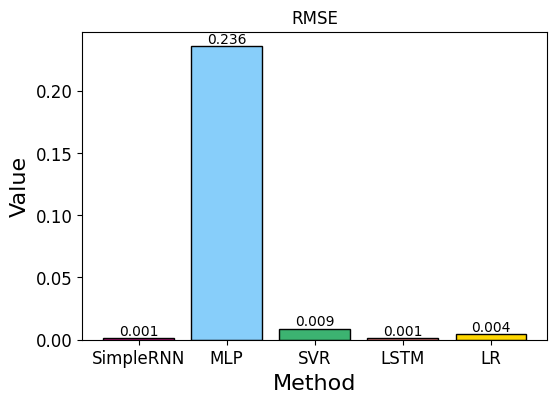 RMSE
Value
0.20
0.15
0.10
0.05
0.00
0.001
0.236
0.009
0.001
0.004
SimpleRNN
MLP
SVR
LSTM
LR
Method